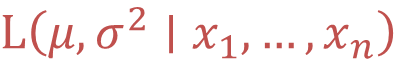 L(μ, σ² ∣ x₁, … , xₙ)